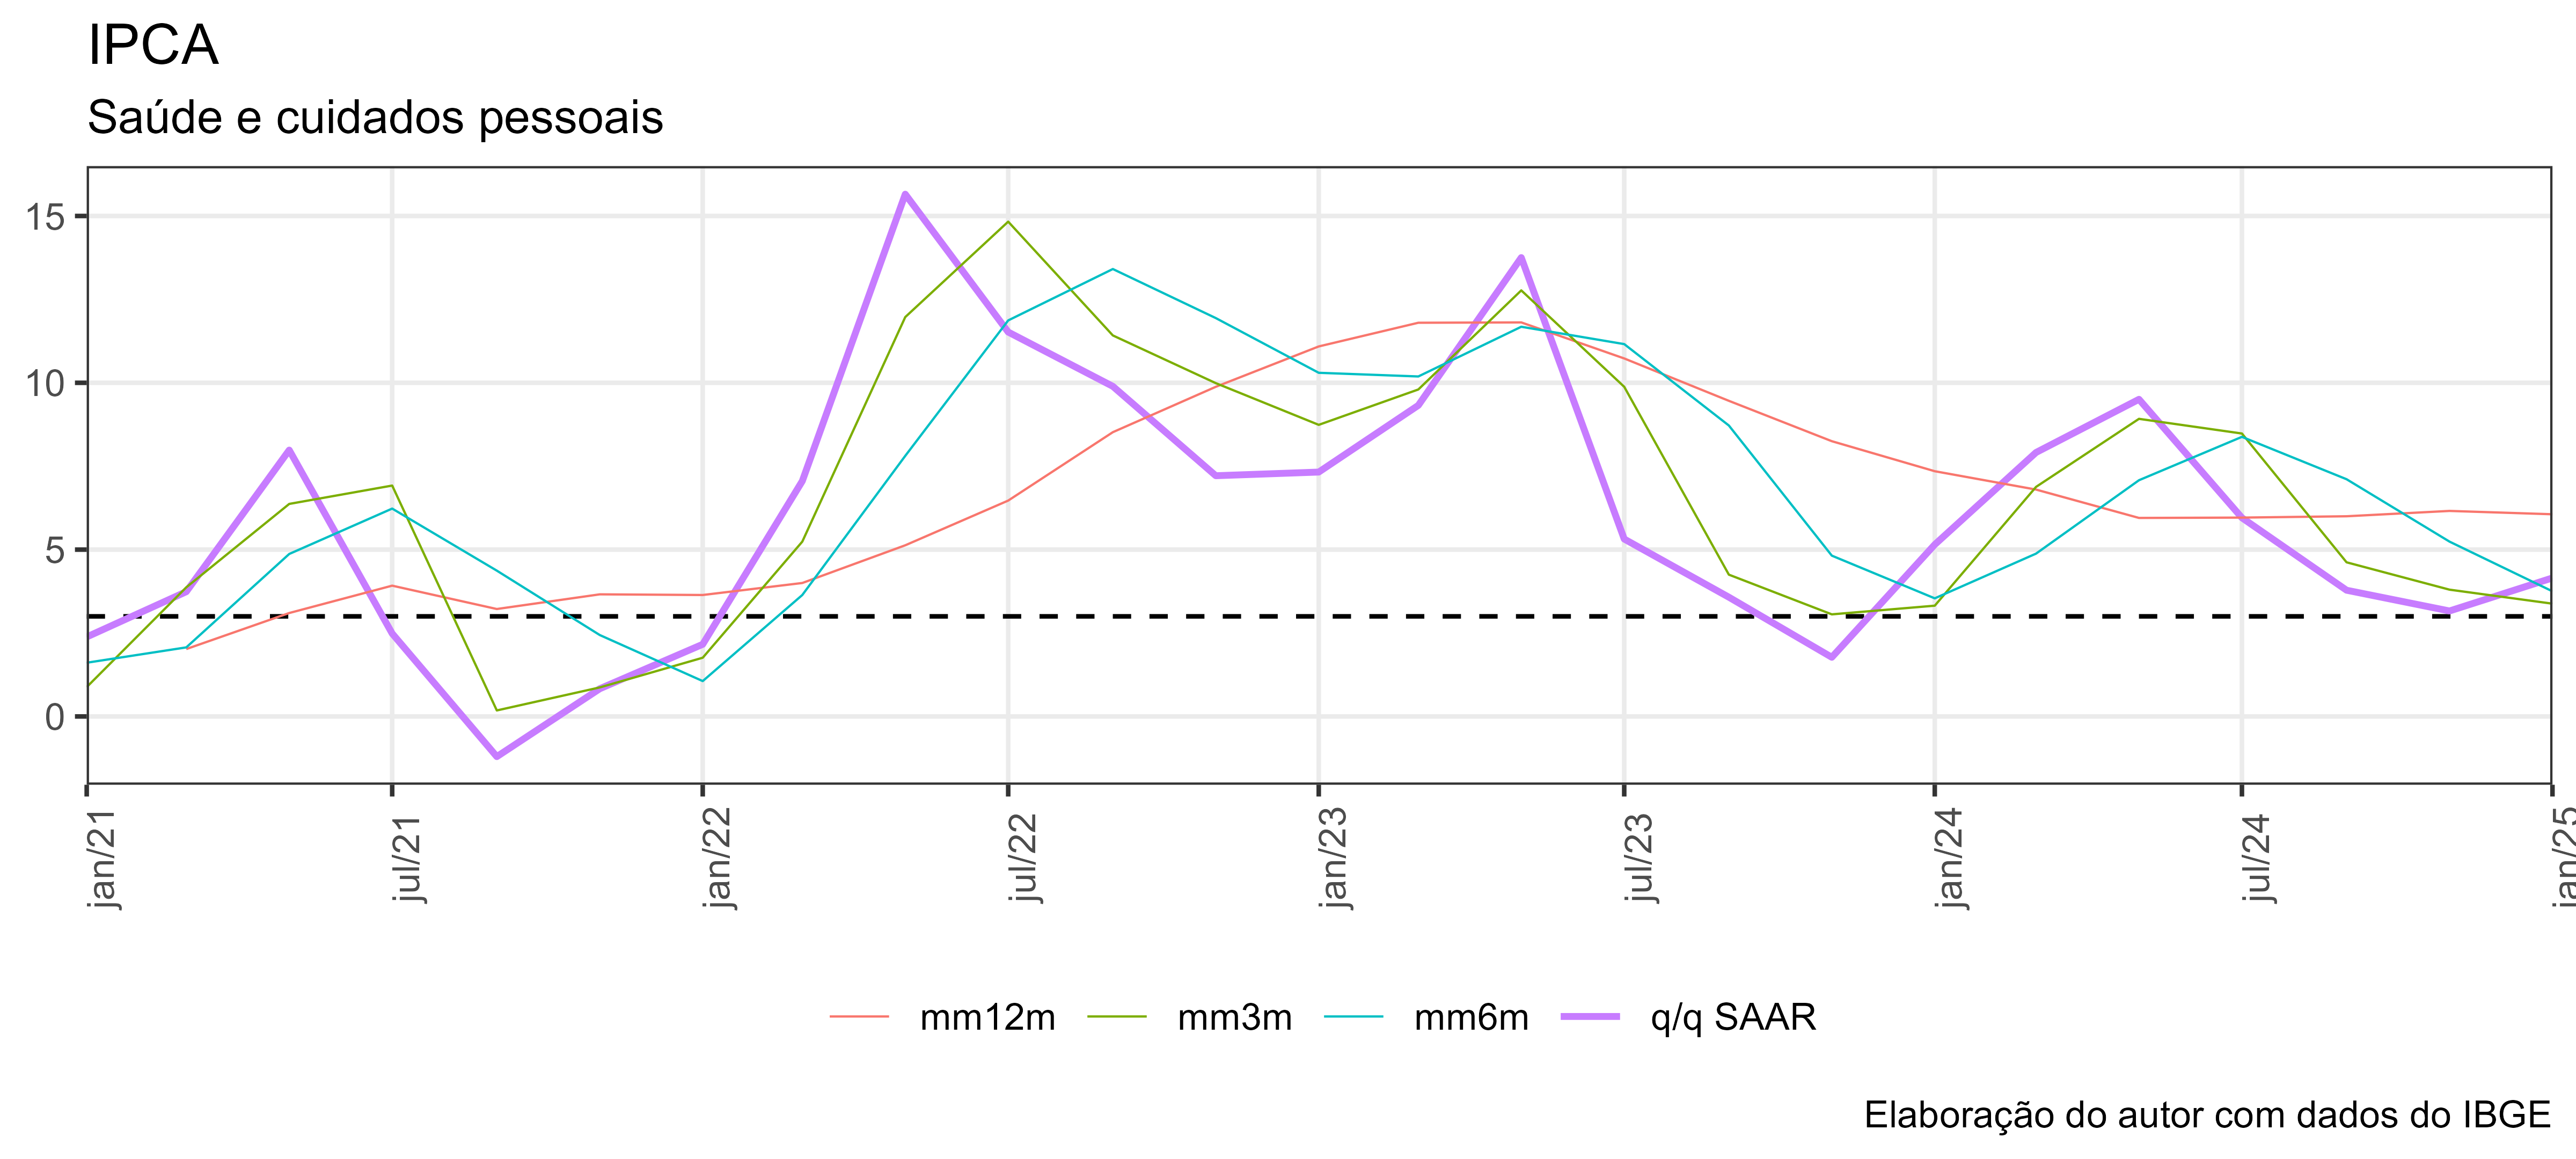 IPCA
Saúde e cuidados pessoais
15
10
5
0
jan/21
jul/21
jan/22
jul/22
jan/23
jul/23
jan/24
jul/24
jan/25
mm12m mm3m mm6m q/q SAAR
Elaboração do autor com dados do IBGE